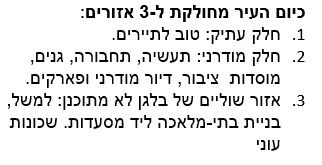 כיום העיר מחולקת ל-3 אזורים:
1. חלק עתיק: טוב לתיירים.
2. חלק מודרני: תעשיה, תחבורה, גנים,
מוסדות ציבור, דיור מודרני ופארקים.
3. אזור שוליים של בלגן לא מתוכנן: למשל,
בניית בתי-מלאכה ליד מסעדות. שכונות
עוני